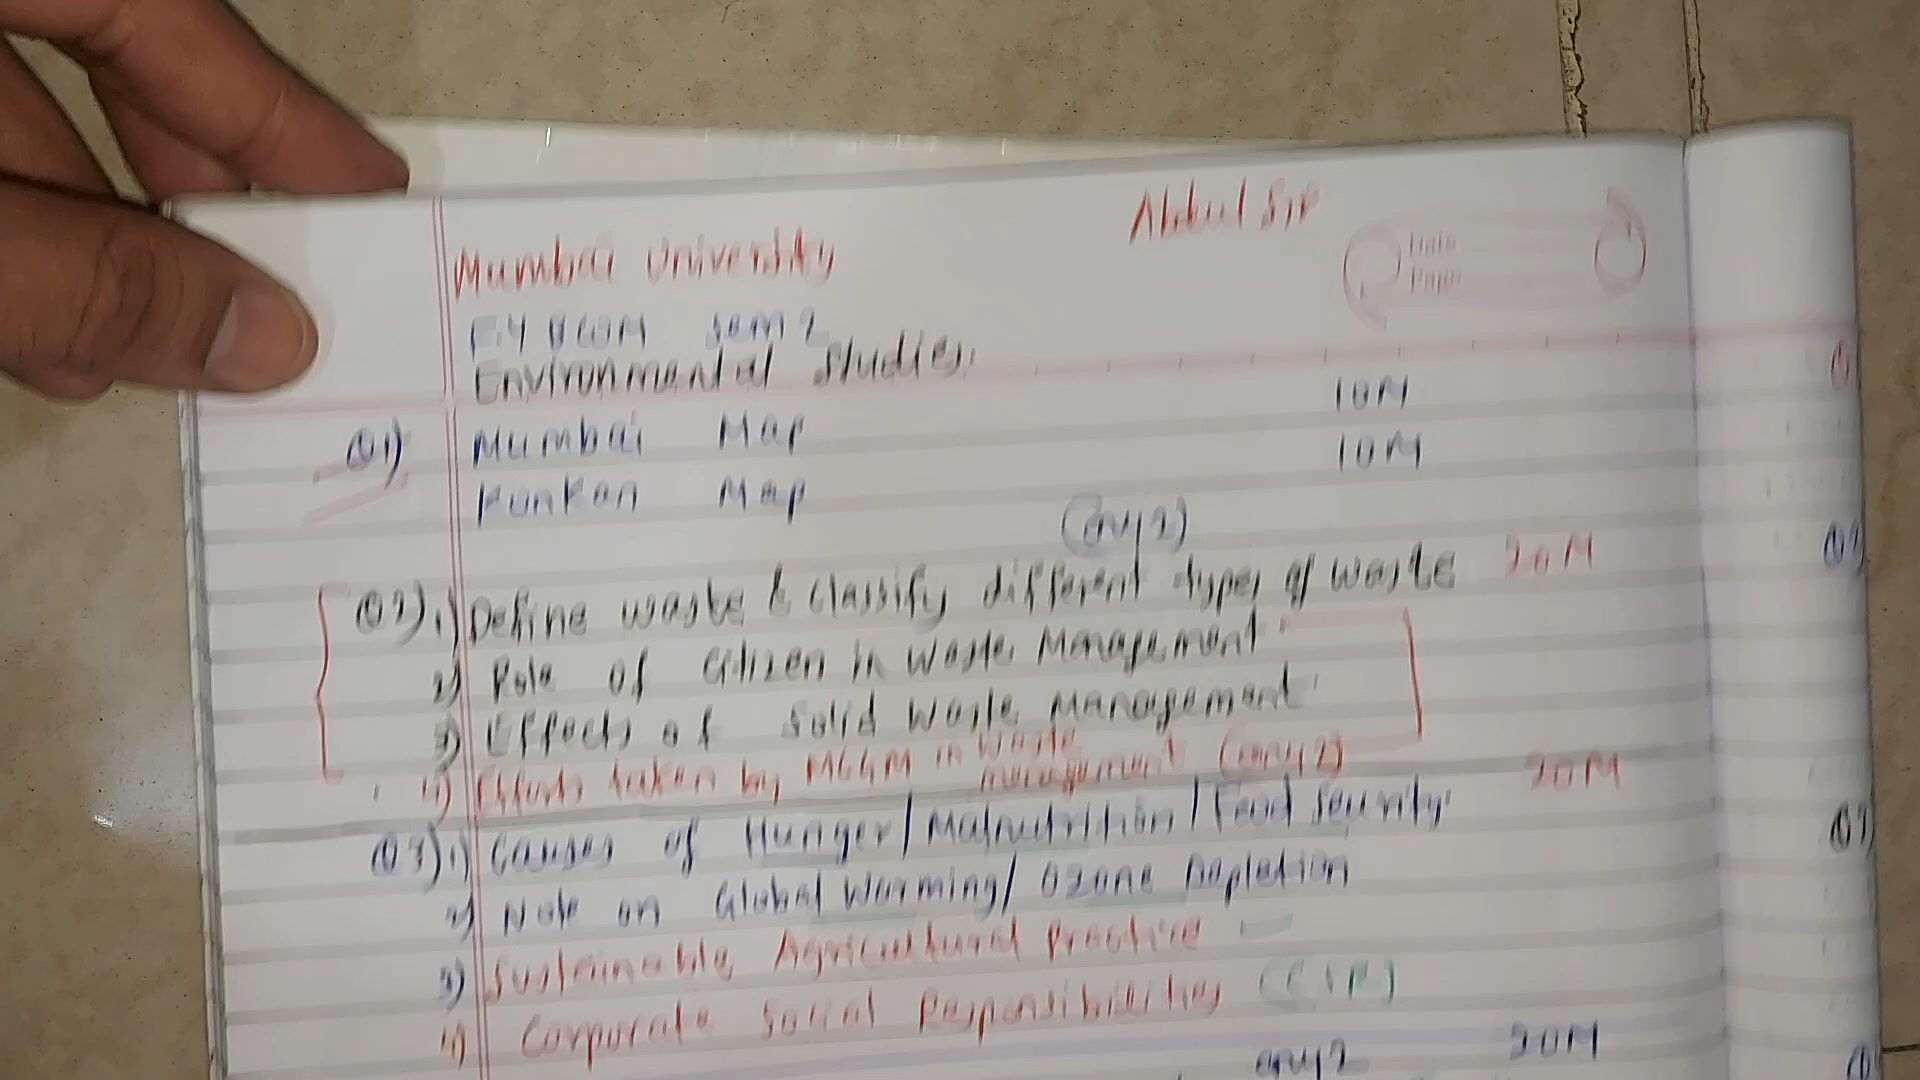 Abdul Sir
Mumbai University
Date
Page
F.Y BCOM Sem 2
Environmental Studies.
Q1) Mumbai Map 10M
Konkan Map 10M
(any 2)
Q2) 1) Define waste & classify different types of waste 20M
2) Role of Citizen in Waste Management
3) Effects of Solid Waste Management
4) Efforts taken by MCGM in Waste management (any 2) 20M
Q3) 1) Causes of Hunger/Malnutrition/Food Security
2) Note on Global Warming/Ozone Depletion
3) Sustainable Agricultural Practice
4) Corporate Social Responsibilities (CSR)
any 2 20M